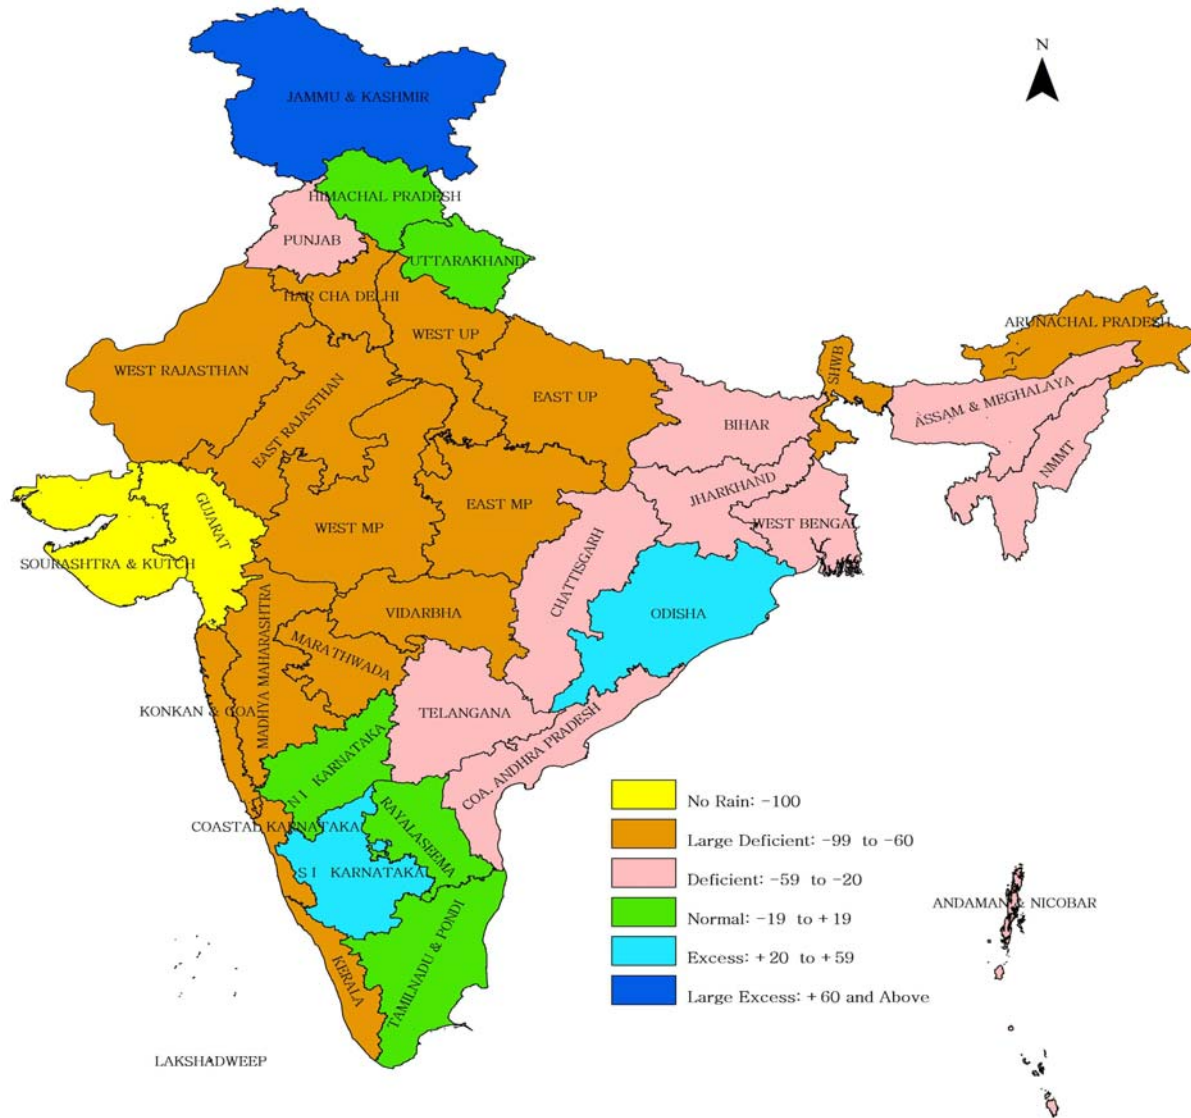 N
JAMMU & KASHMIR
HIMACHAL PRADESH
PUNJAB
UTTARAKHAND
HAR CHA DELHI
ARUNACHAL PRADESH
WEST UP
SHWB
WEST RAJASTHAN
EAST RAJASTHAN
EAST UP
ASSAM & MEGHALAYA
BIHAR
NMMT
JHARKHAND
GUJARAT
EAST MP
WEST MP
WEST BENGAL
SOURASHTRA & KUTCH
CHATTISGARH
VIDARBHA
ODISHA
MADHYA MAHARASHTRA
MARATHWADA
KONKAN & GOA
TELANGANA
COA. ANDHRA PRADESH
N I KARNATAKA
COASTAL KARNATAKA
RAYALASEEMA
S I KARNATAKA
No Rain: -100
Large Deficient: -99 to -60
Deficient: -59 to -20
Normal: -19 to +19
Excess: +20 to +59
Large Excess: +60 and Above
ANDAMAN & NICOBAR
KERALA
TAMILNADU & PONDI
LAKSHADWEEP